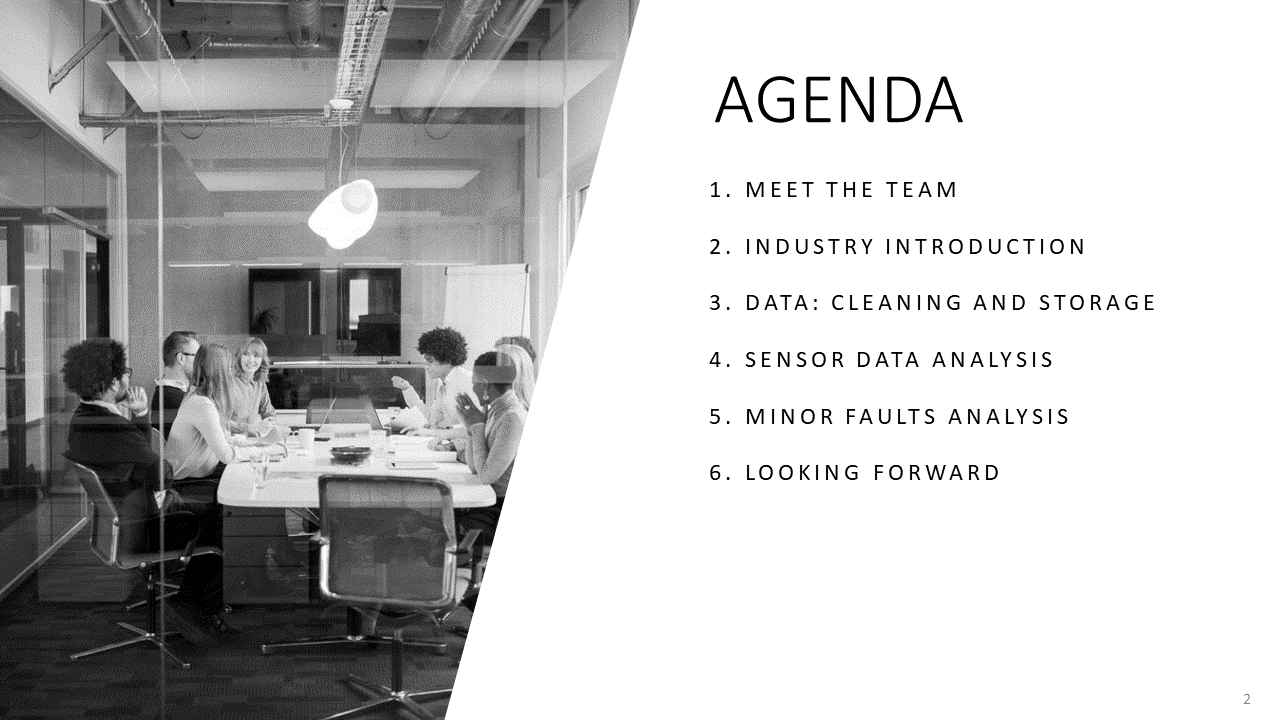 AGENDA
1. MEET THE TEAM
2. INDUSTRY INTRODUCTION
3. DATA: CLEANING AND STORAGE
4. SENSOR DATA ANALYSIS
5. MINOR FAULTS ANALYSIS
6. LOOKING FORWARD
2